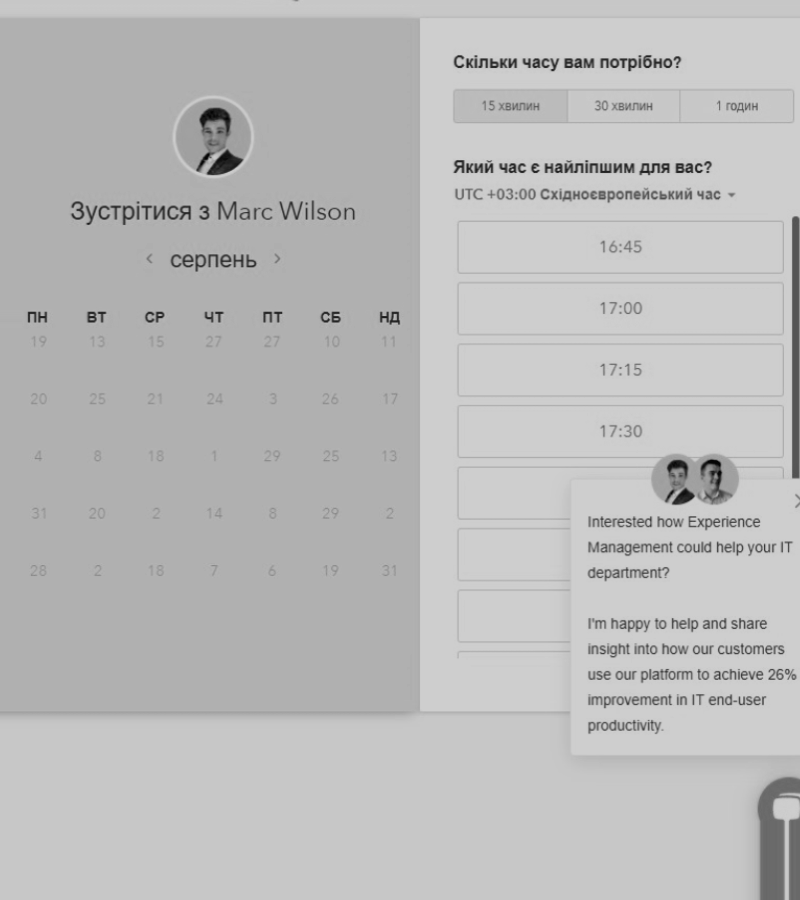 Зустрітися з Marc Wilson
серпень
ПН ВТ СР ЧТ ПТ СБ НД
19 13 15 27 27 10 11
20 25 21 24 3 26 17
4 8 18 1 29 25 13
31 20 2 14 8 29 2
28 2 18 7 6 19 31
Скільки часу вам потрібно?
15 хвилин 30 хвилин 1 годин
Який час є найліпшим для вас?
UTC +03:00 Східноєвропейський час
16:45
17:00
17:15
17:30
Interested how Experience
Management could help your IT
department?
I'm happy to help and share
insight into how our customers
use our platform to achieve 26%
improvement in IT end-user
productivity.